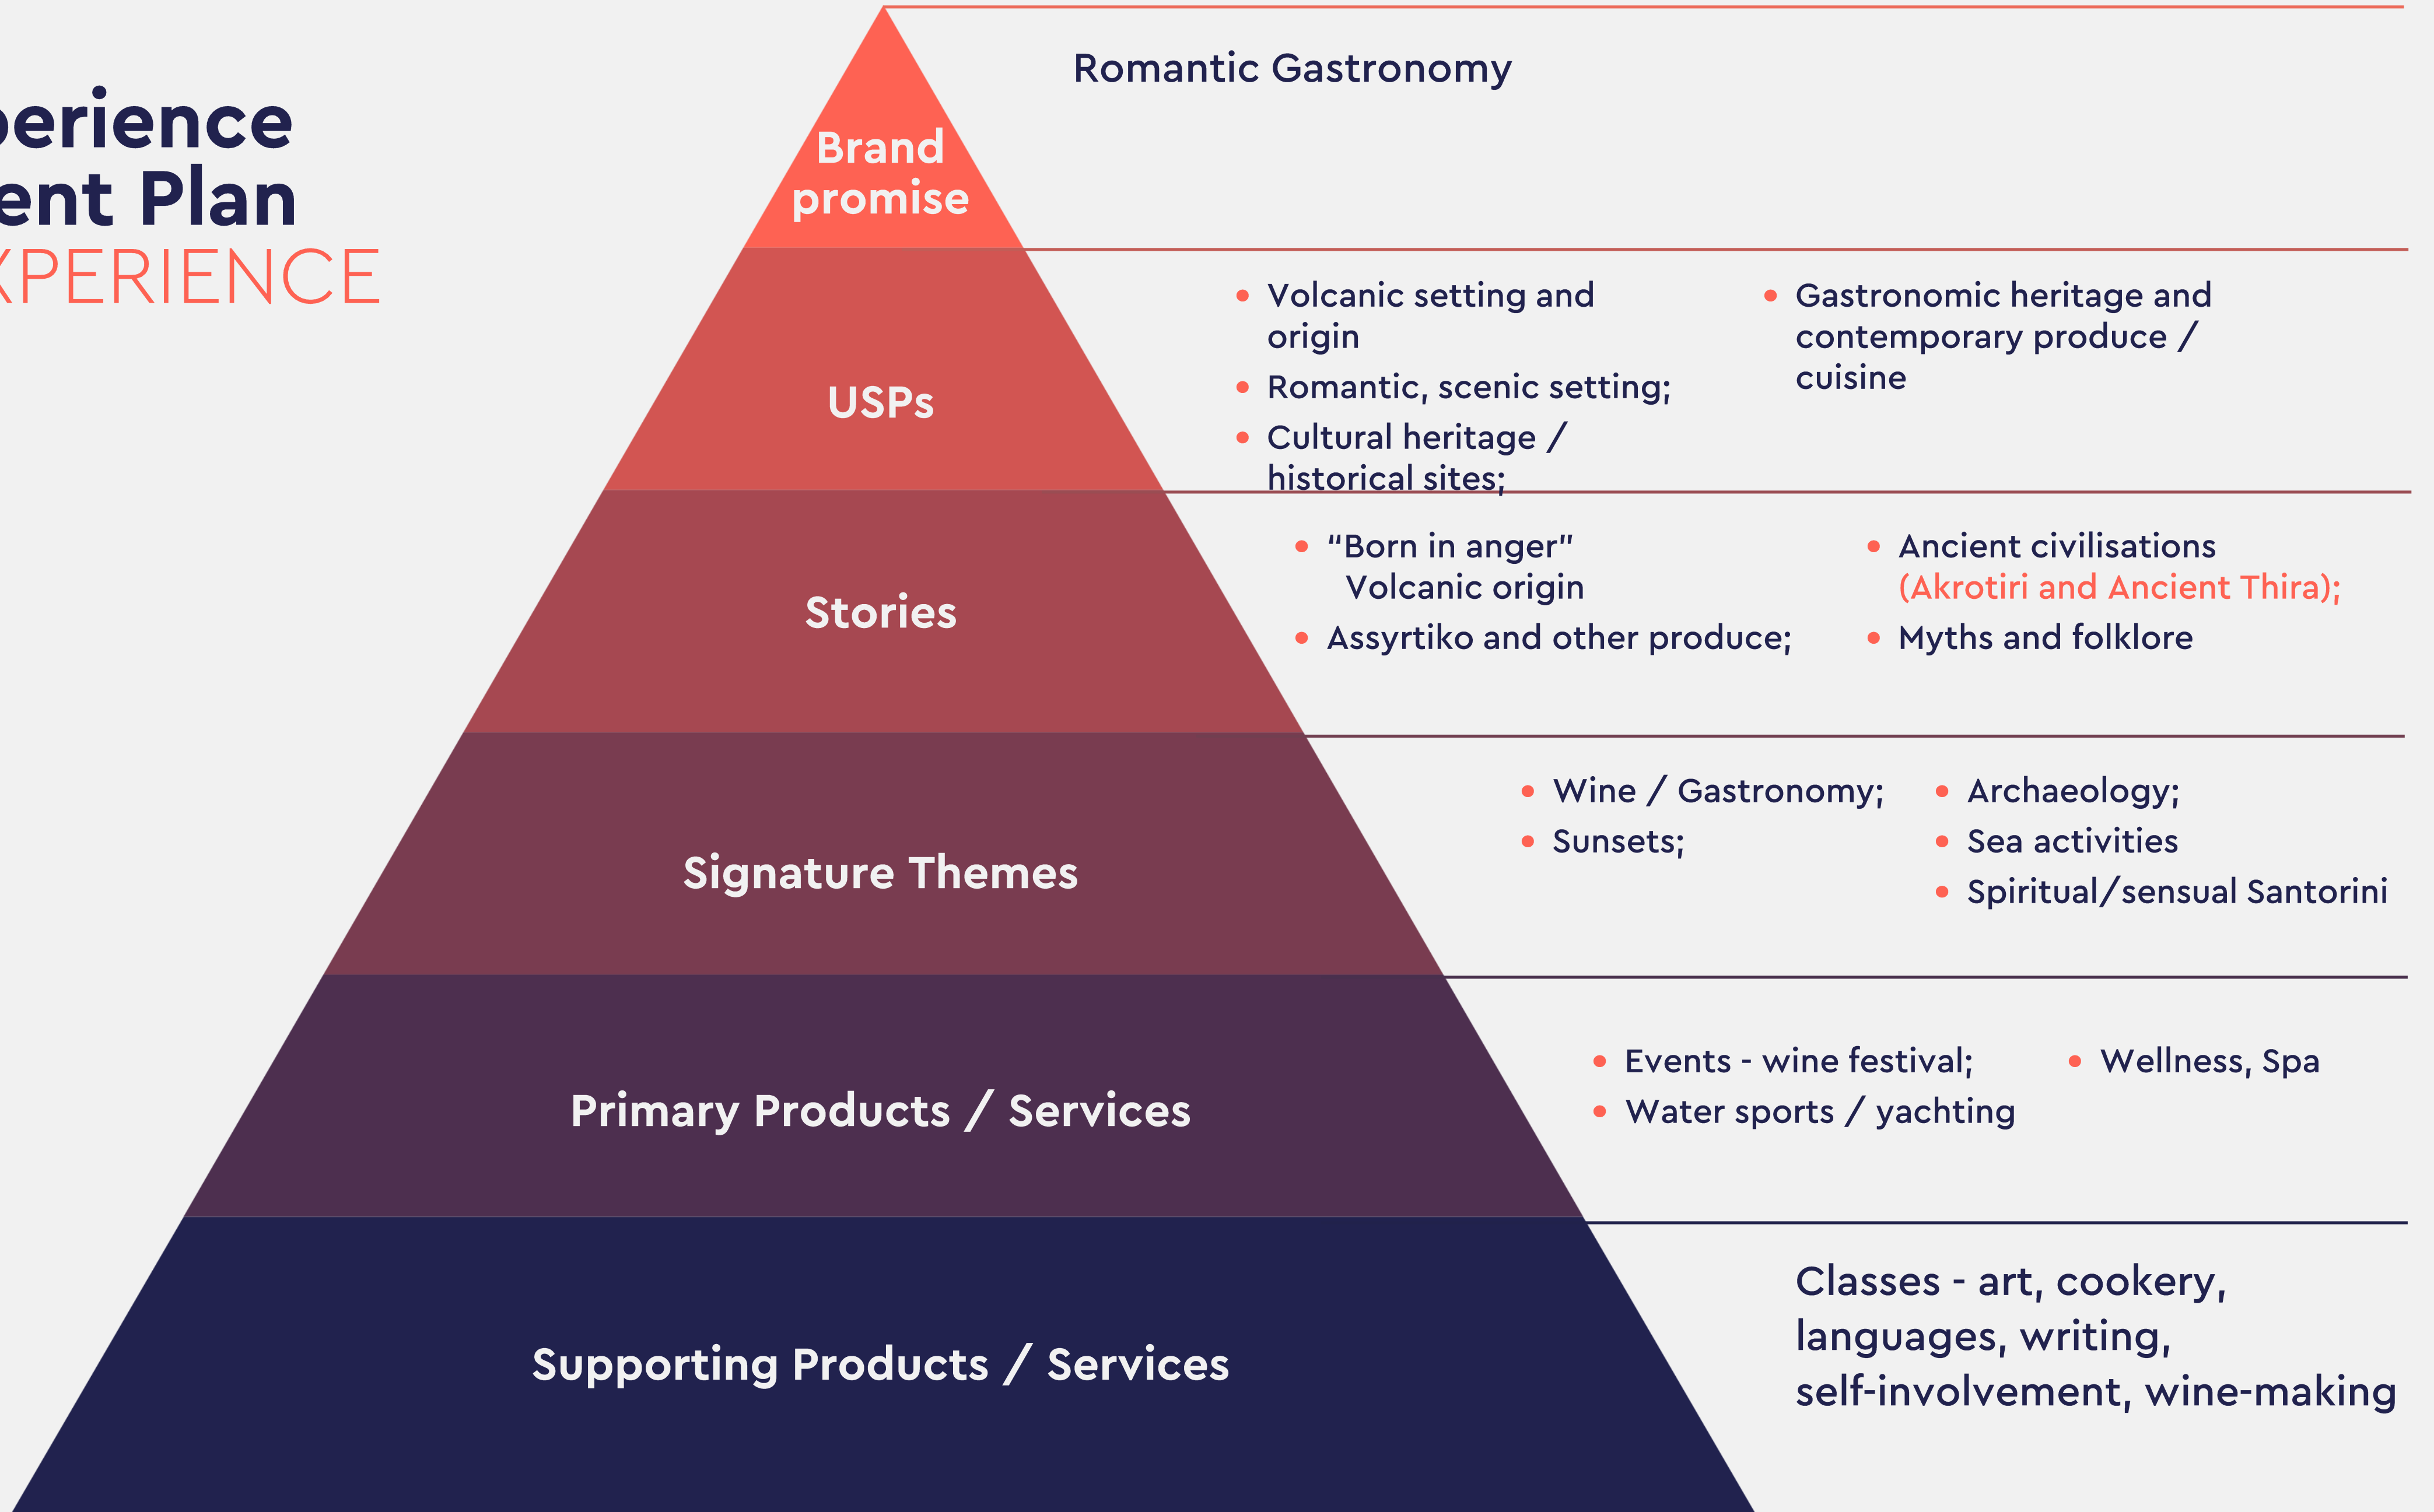 perience
ent Plan
XPERIENCE
Romantic Gastronomy
Brand
promise
Volcanic setting and
origin
Romantic, scenic setting;
Cultural heritage /
historical sites;
Gastronomic heritage and
contemporary produce /
cuisine
USPs
“Born in anger”
Volcanic origin
Assyrtiko and other produce;
Ancient civilisations
(Akrotiri and Ancient Thira);
Myths and folklore
Stories
Wine / Gastronomy;
Sunsets;
Archaeology;
Sea activities
Spiritual/sensual Santorini
Signature Themes
Events - wine festival;
Water sports / yachting
Wellness, Spa
Primary Products / Services
Classes - art, cookery,
languages, writing,
self-involvement, wine-making
Supporting Products / Services